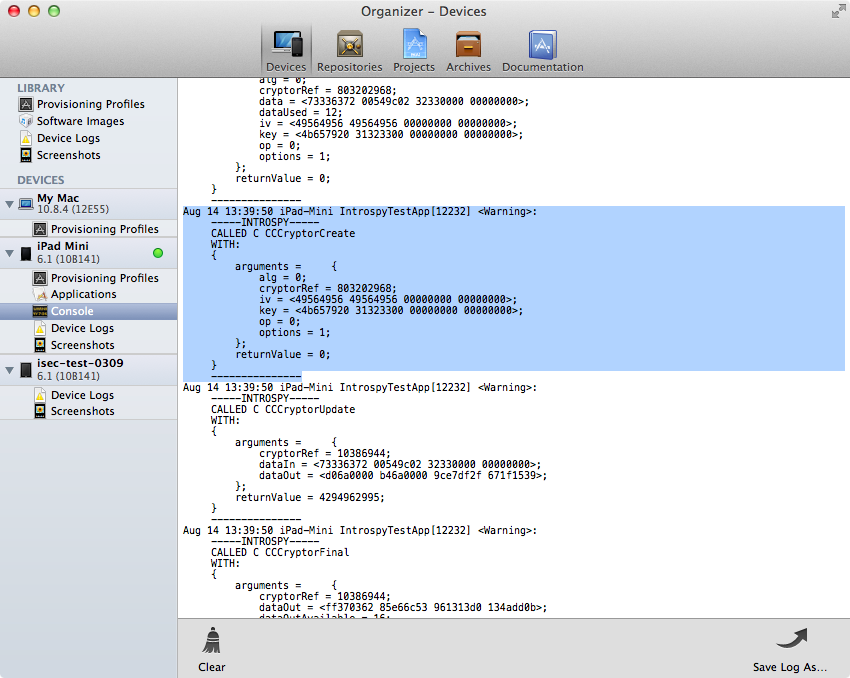 Organizer – Devices
Devices
Repositories
Projects
Archives
Documentation
LIBRARY
Provisioning Profiles
Software Images
Device Logs
Screenshots
DEVICES
My Mac
10.8.4 (12E55)
Provisioning Profiles
iPad Mini
6.1 (10B141)
Provisioning Profiles
Applications
Console
Device Logs
Screenshots
isec-test-0309
6.1 (10B141)
Device Logs
Screenshots
alg = 0;
cryptorRef = 803202968;
data = <73336372 00549c02 32330000 00000000>;
dataUsed = 12;
iv = <49564956 49564956 00000000 00000000>;
key = <4b657920 31323300 00000000 00000000>;
op = 0;
options = 1;
};
returnValue = 0;
}
---------------
Aug 14 13:39:50 iPad-Mini IntrospyTestApp[12232] <Warning>:
-----INTROSPY-----
CALLED C CCCryptorCreate
WITH:
{
arguments =     {
alg = 0;
cryptorRef = 803202968;
iv = <49564956 49564956 00000000 00000000>;
key = <4b657920 31323300 00000000 00000000>;
op = 0;
options = 1;
};
returnValue = 0;
}
---------------
Aug 14 13:39:50 iPad-Mini IntrospyTestApp[12232] <Warning>:
-----INTROSPY-----
CALLED C CCCryptorUpdate
WITH:
{
arguments =     {
cryptorRef = 10386944;
dataIn = <73336372 00549c02 32330000 00000000>;
dataOut = <d06a0000 b46a0000 9ce7df2f 671f1539>;
};
returnValue = 4294962995;
}
---------------
Aug 14 13:39:50 iPad-Mini IntrospyTestApp[12232] <Warning>:
-----INTROSPY-----
CALLED C CCCryptorFinal
WITH:
{
arguments =     {
cryptorRef = 10386944;
dataOut = <ff370362 85e66c53 961313d0 134add0b>;
dataOutAvailable = 16;
Clear
Save Log As...